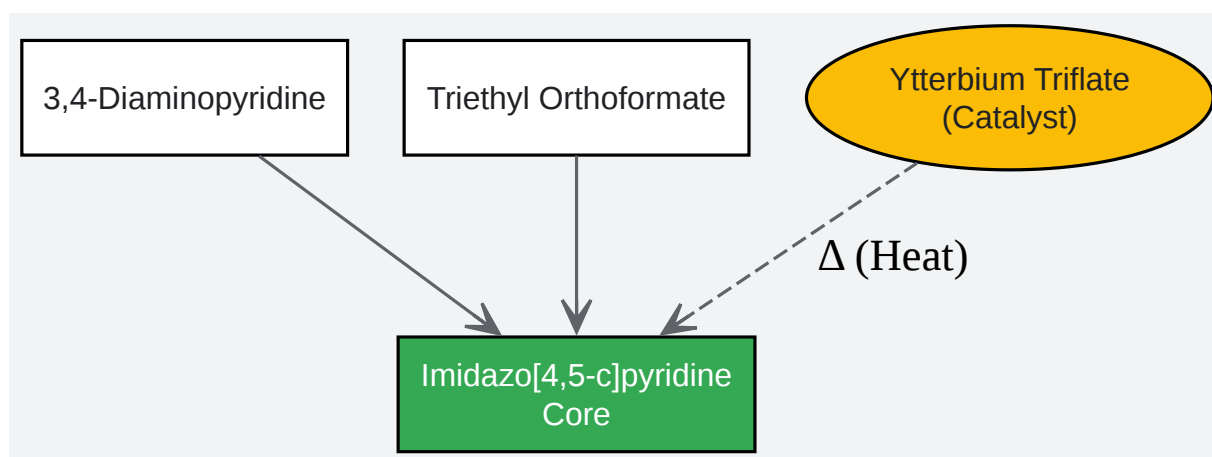 3,4-Diaminopyridine
Triethyl Orthoformate
Ytterbium Triflate
(Catalyst)
Δ (Heat)
Imidazo[4,5-c]pyridine
Core